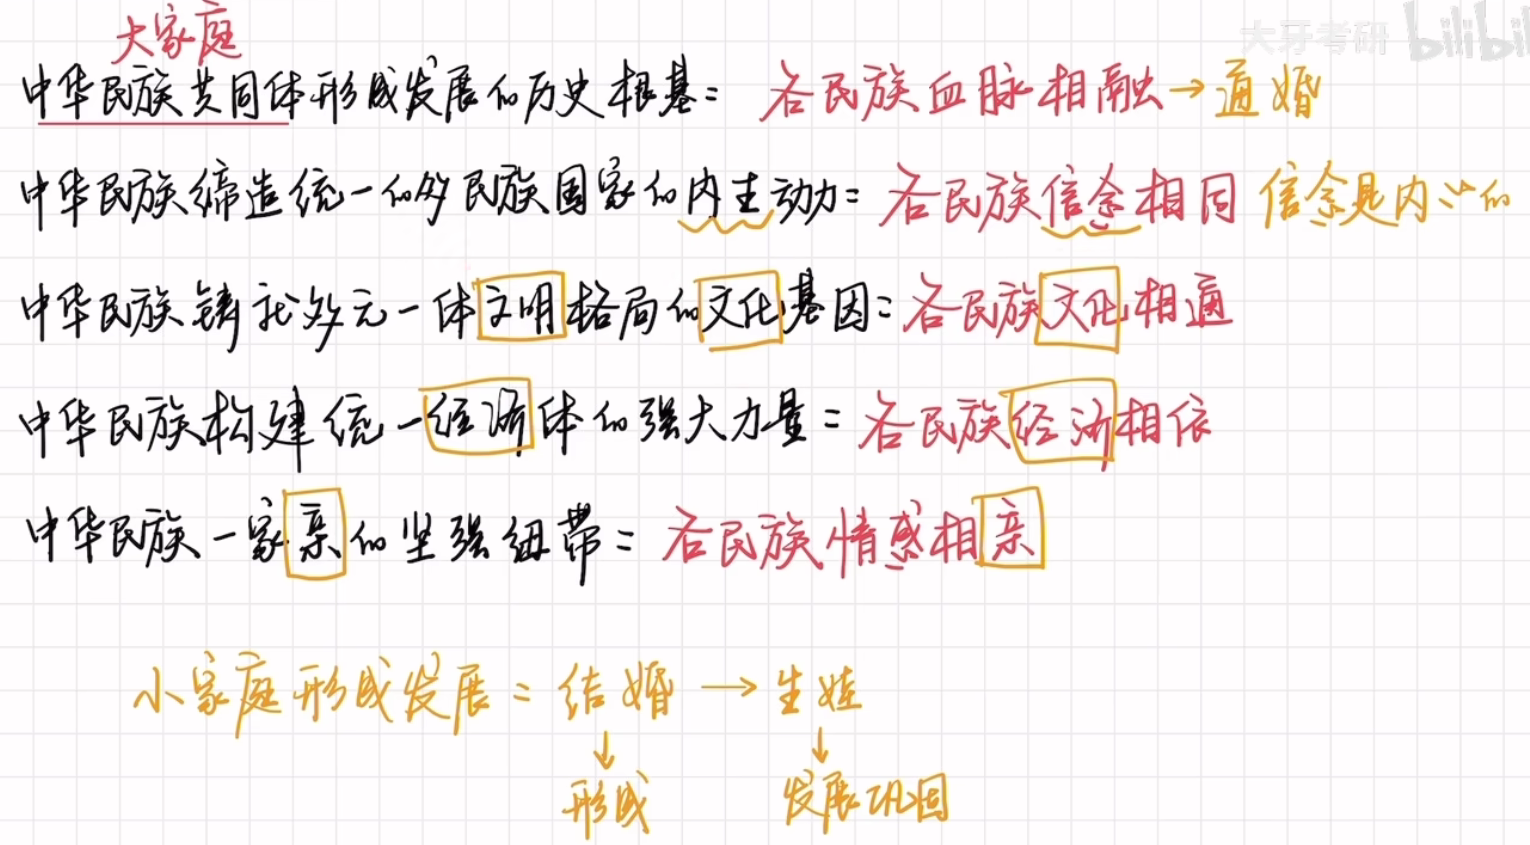 大牙考研 bilibil
大家庭
中华民族共同体形成发展的历史根基= 各民族血脉相融→通婚
中华民族缔造统一的多民族国家的内生动力= 各民族信念相同 信念是内心的
中华民族铸就多元一体文明格局的文化基因= 各民族文化相通
中华民族构建统一经济体的强大力量= 各民族经济相依
中华民族一家亲的坚强纽带= 各民族情感相亲
小家庭形成发展= 结婚 → 生娃
↓ ↓
形成 发展巩固